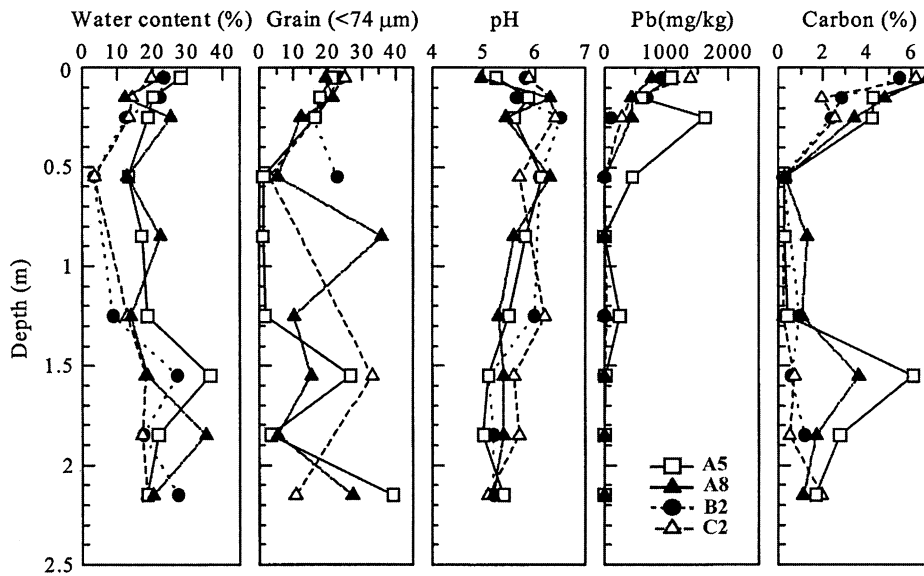 Water content (%) Grain (<74 μm) pH Pb(mg/kg) Carbon (%)
0 10 20 30 40 0 10 20 30 40 4 5 6 7 0 1000 2000 0 2 4 6
0
0.5
1
1.5
2
2.5
Depth (m)
A5
A8
B2
C2